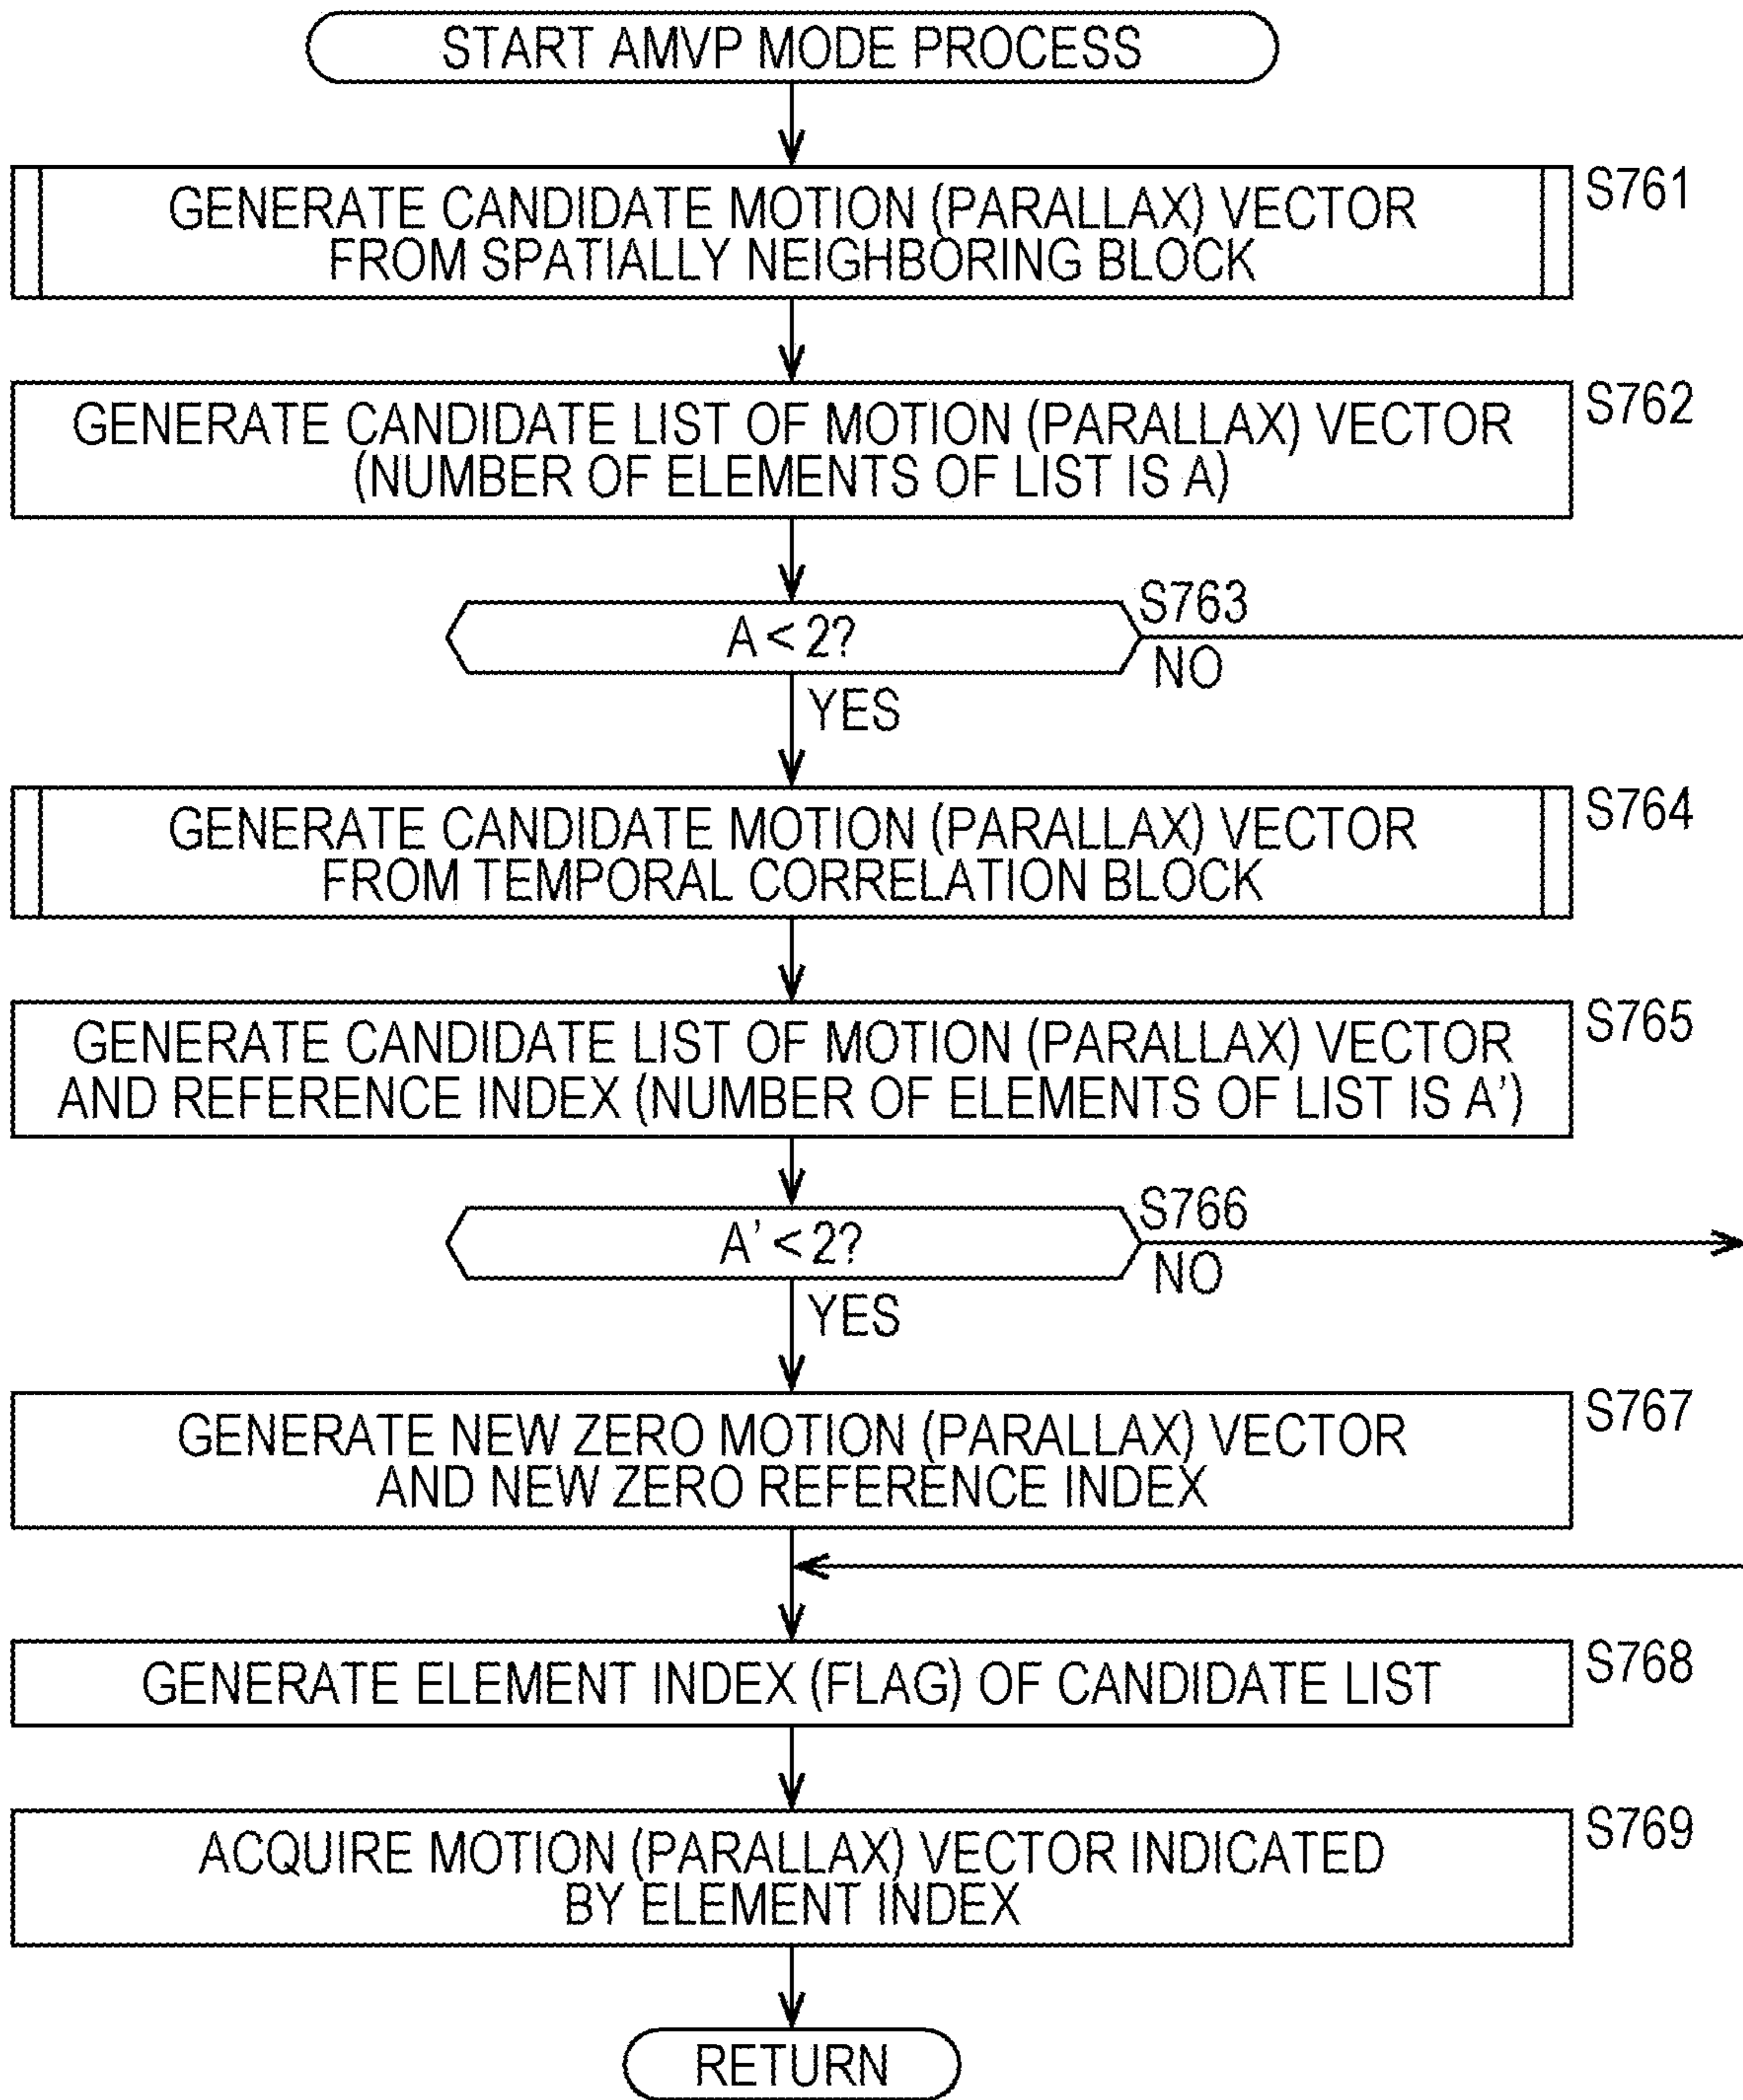 START AMVP MODE PROCESS
GENERATE CANDIDATE MOTION (PARALLAX) VECTOR
FROM SPATIALLY NEIGHBORING BLOCK
S761
GENERATE CANDIDATE LIST OF MOTION (PARALLAX) VECTOR
(NUMBER OF ELEMENTS OF LIST IS A)
S762
A < 2?
S763
NO
YES
GENERATE CANDIDATE MOTION (PARALLAX) VECTOR
FROM TEMPORAL CORRELATION BLOCK
S764
GENERATE CANDIDATE LIST OF MOTION (PARALLAX) VECTOR
AND REFERENCE INDEX (NUMBER OF ELEMENTS OF LIST IS A')
S765
A' < 2?
S766
NO
YES
GENERATE NEW ZERO MOTION (PARALLAX) VECTOR
AND NEW ZERO REFERENCE INDEX
S767
GENERATE ELEMENT INDEX (FLAG) OF CANDIDATE LIST
S768
ACQUIRE MOTION (PARALLAX) VECTOR INDICATED
BY ELEMENT INDEX
S769
RETURN